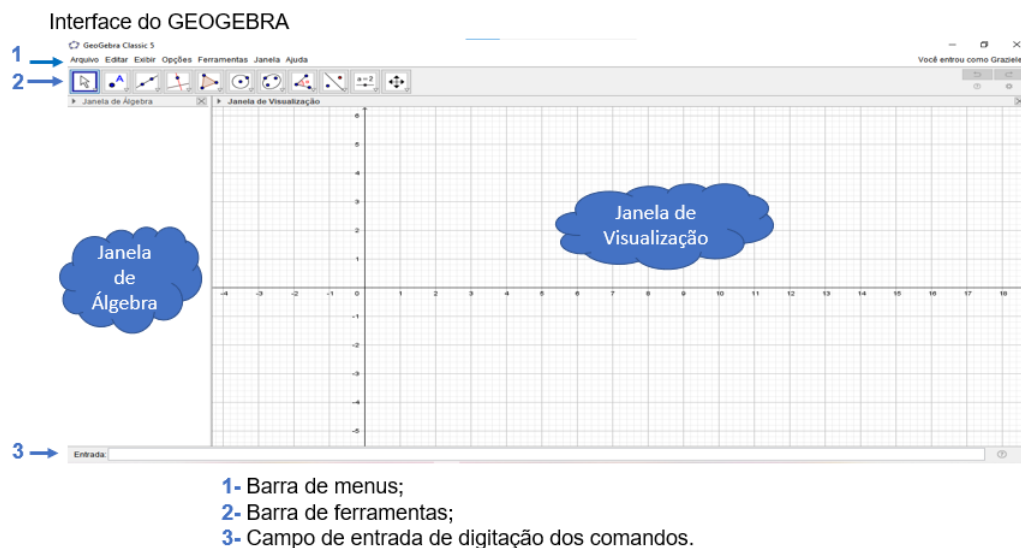 Interface do GEOGEBRA
GeoGebra Classic 5
1
Arquivo Editar Exibir Opções Ferramentas Janela Ajuda
Você entrou como Graziele
2
A
a=2
Janela de Álgebra
Janela de Visualização
6
5
4
3
2
1
-4 -3 -2 -1 0 1 2 3 4 5 6 7 8 9 10 11 12 13 14 15 16 17 18
-1
-2
-3
-4
-5
Janela de Visualização
Janela de Álgebra
3
Entrada:
1- Barra de menus;
2- Barra de ferramentas;
3- Campo de entrada de digitação dos comandos.